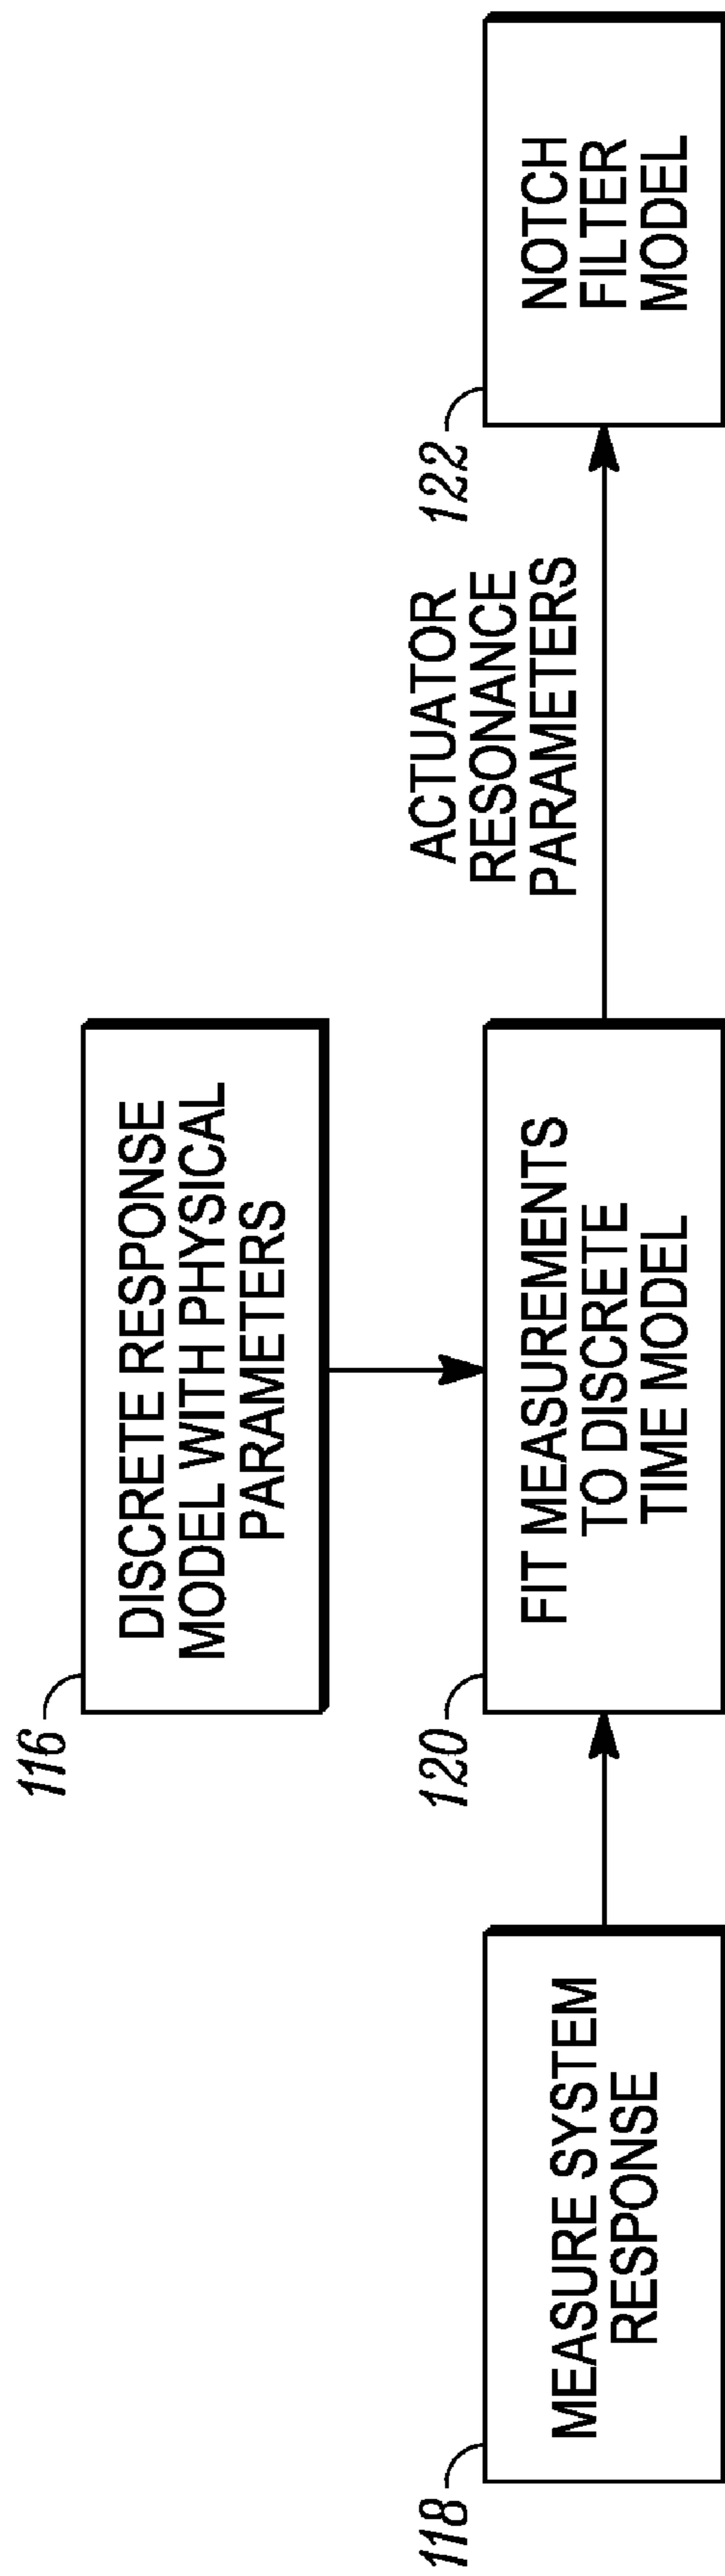 116
DISCRETE RESPONSE
MODEL WITH PHYSICAL
PARAMETERS
118
MEASURE SYSTEM
RESPONSE
120
FIT MEASUREMENTS
TO DISCRETE
TIME MODEL
ACTUATOR
RESONANCE
PARAMETERS
122
NOTCH
FILTER
MODEL